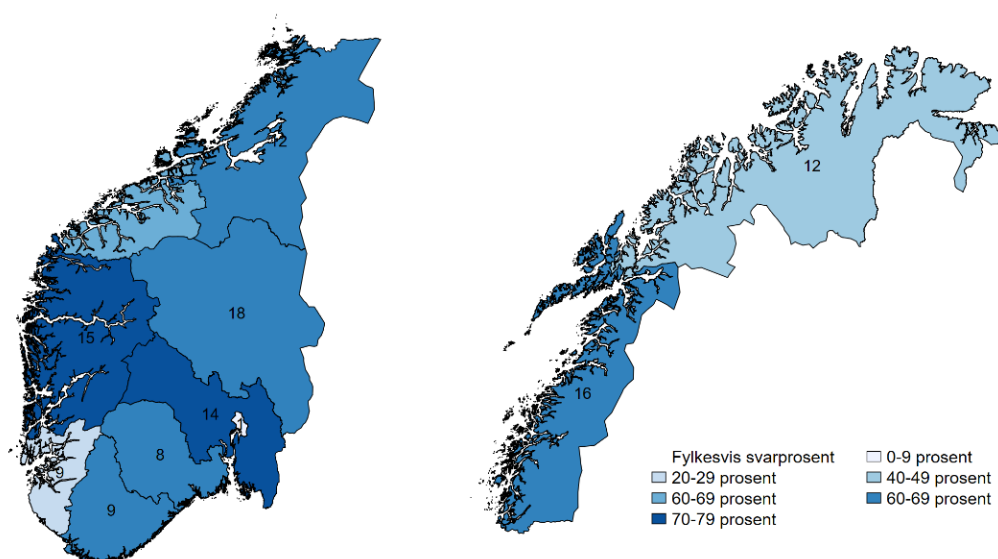 12
18
15
16
14
1
8
9
9
Fylkesvis svarprosent 0-9 prosent
20-29 prosent 40-49 prosent
60-69 prosent 60-69 prosent
70-79 prosent